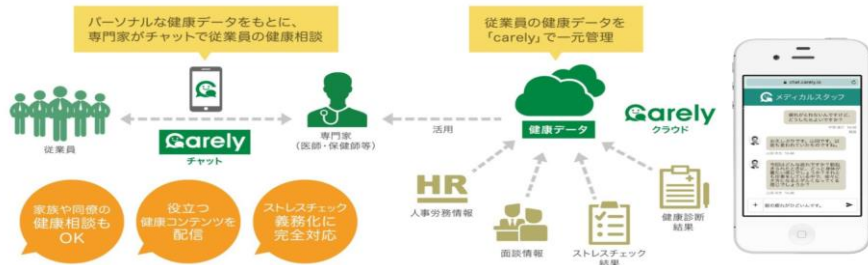 パーソナルな健康データをもとに、
専門家がチャットで従業員の健康相談
従業員の健康データを
「carely」で一元管理
従業員
Carely
チャット
専門家
(医師・保健師等)
活用
健康データ
Carely
クラウド
HR
人事労務情報
面談情報
ストレスチェック
結果
健康診断
結果
家族や同僚の
健康相談も
OK
役立つ
健康コンテンツを
配信
ストレスチェック
義務化に
完全対応
chat.carely.io
メディカルスタッフ